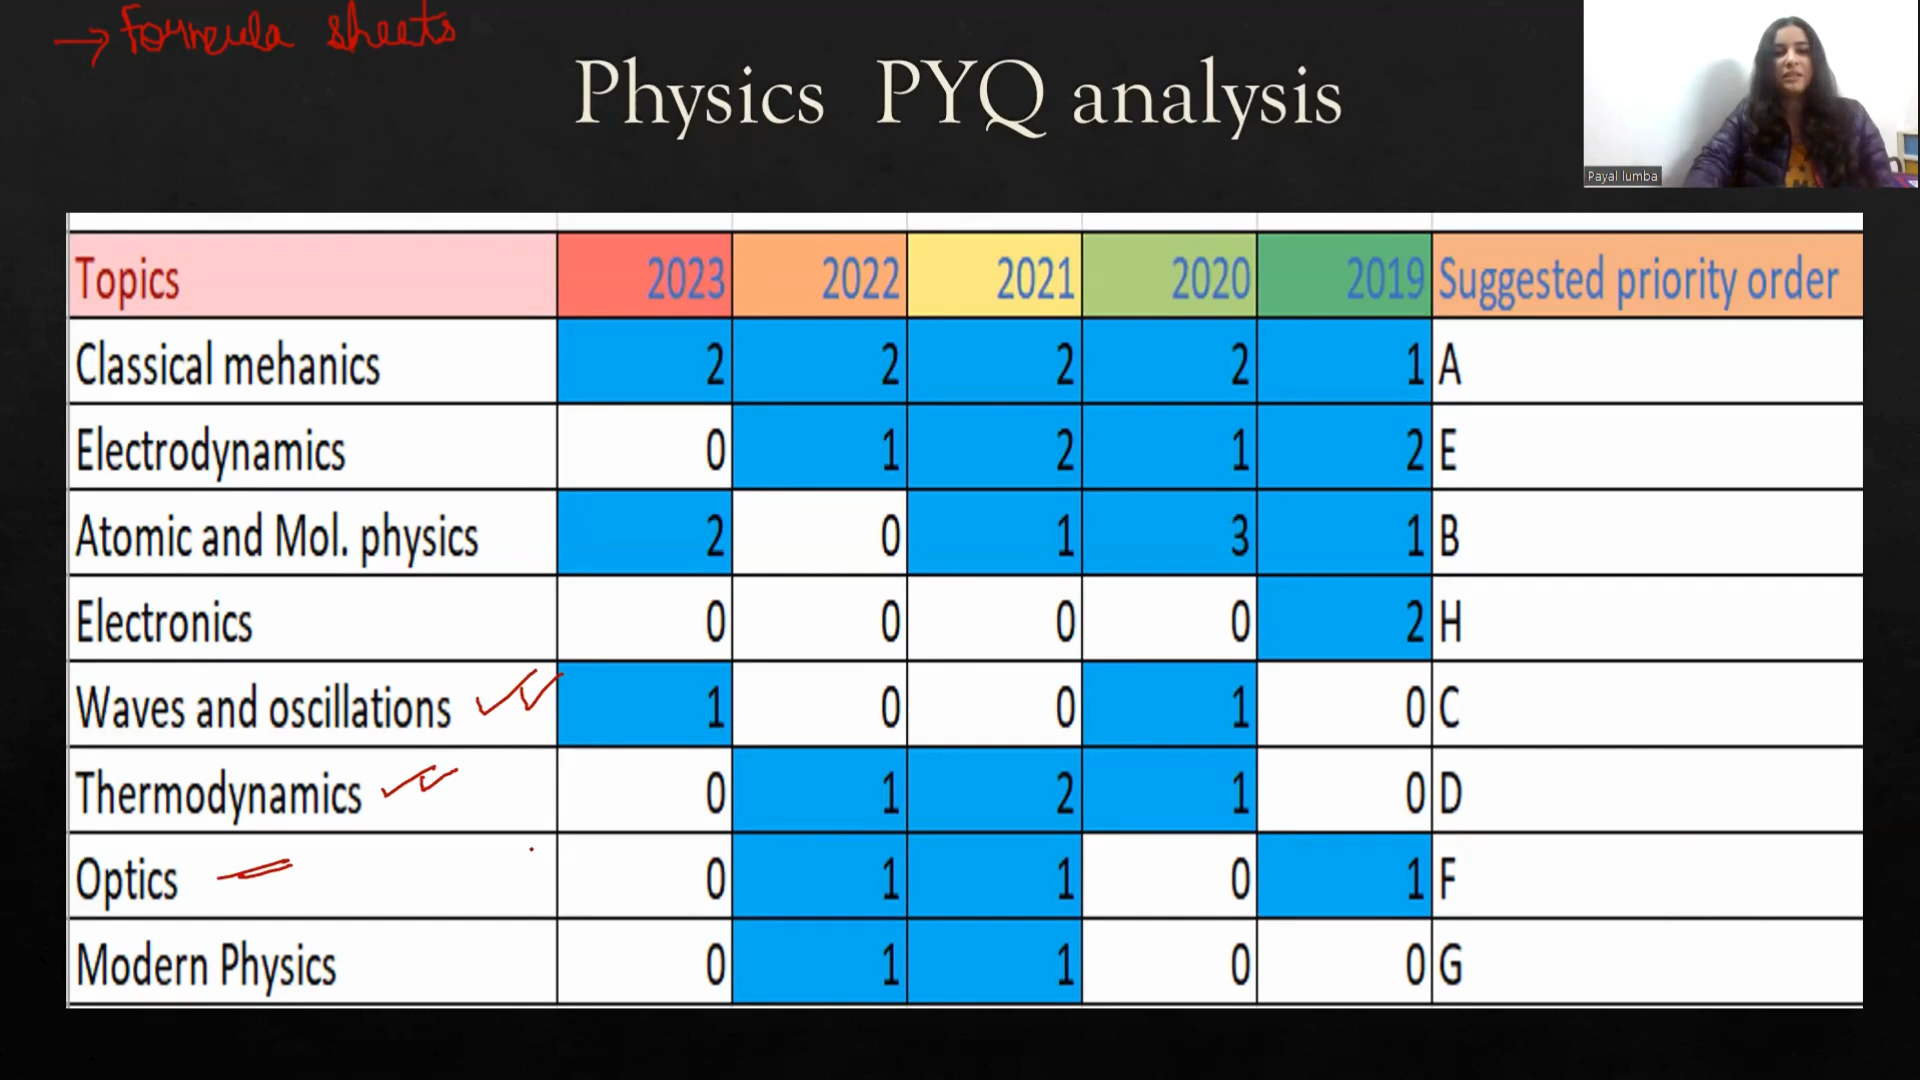 → Formula sheets
Physics PYQ analysis
Payal lumba
Topics 2023 2022 2021 2020 2019 Suggested priority order
Classical mehanics 2 2 2 2 1 A
Electrodynamics 0 1 2 1 2 E
Atomic and Mol. physics 2 0 1 3 1 B
Electronics 0 0 0 0 2 H
Waves and oscillations 1 0 0 1 0 C
Thermodynamics 0 1 2 1 0 D
Optics 0 1 1 0 1 F
Modern Physics 0 1 1 0 0 G